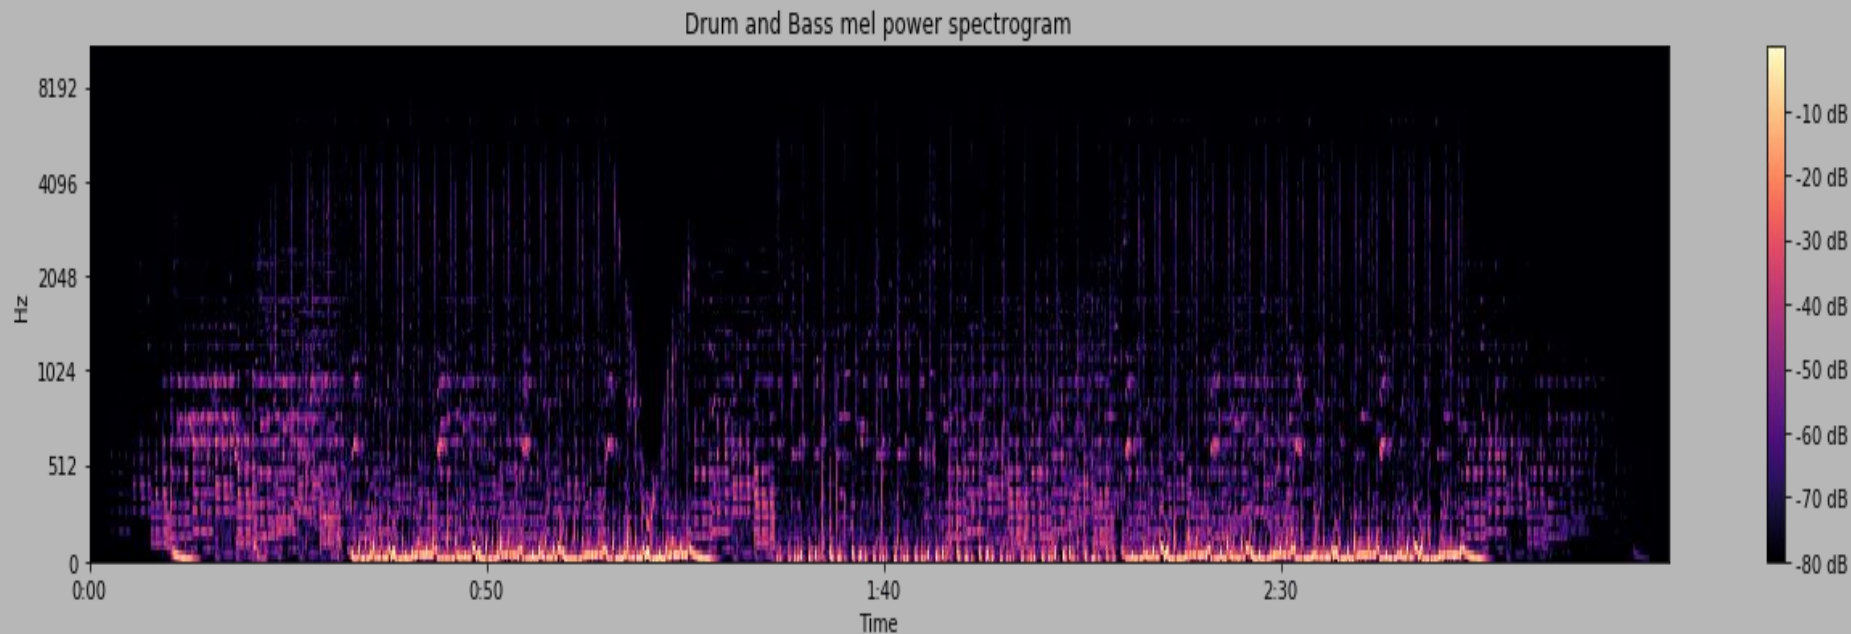 Drum and Bass mel power spectrogram
8192
4096
2048
1024
512
0
Hz
0:00
0:50
1:40
2:30
Time
-10 dB
-20 dB
-30 dB
-40 dB
-50 dB
-60 dB
-70 dB
-80 dB